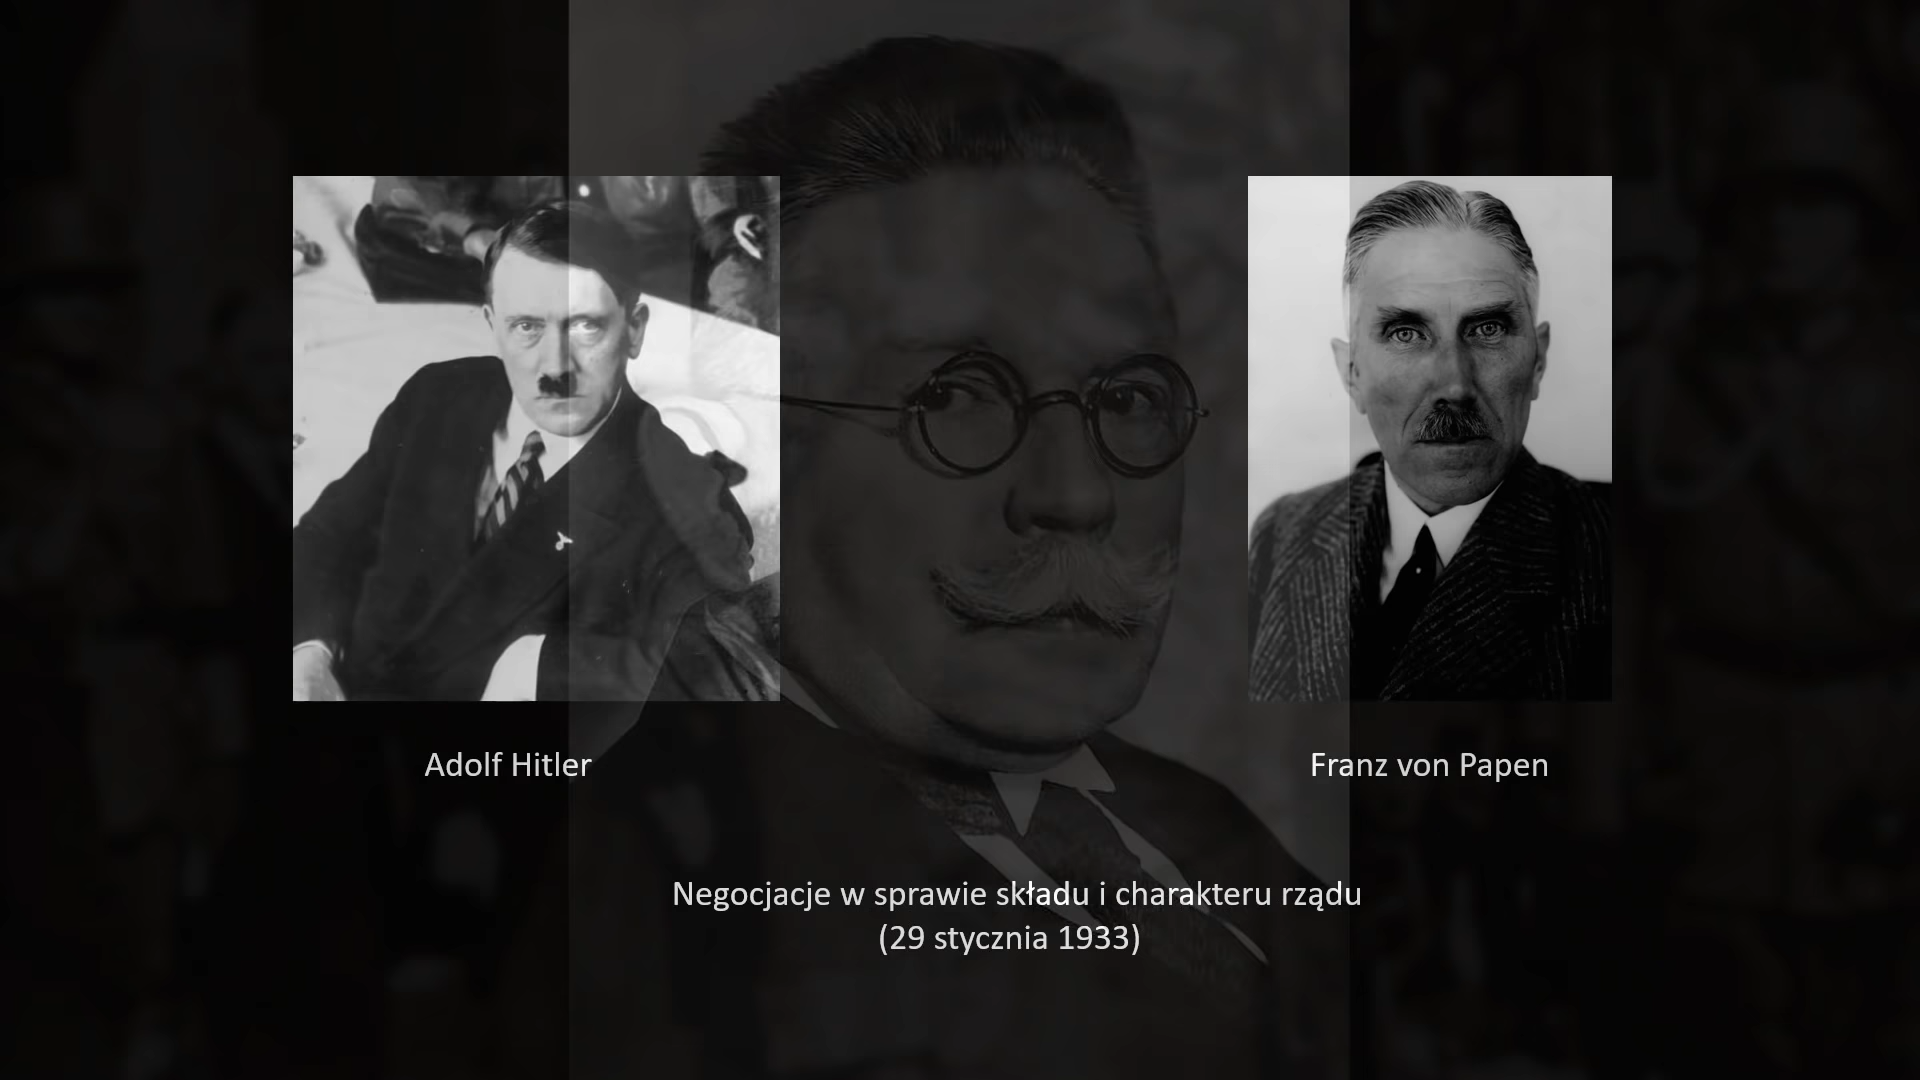 Adolf Hitler
Franz von Papen
Negocjacje w sprawie składu i charakteru rządu
(29 stycznia 1933)